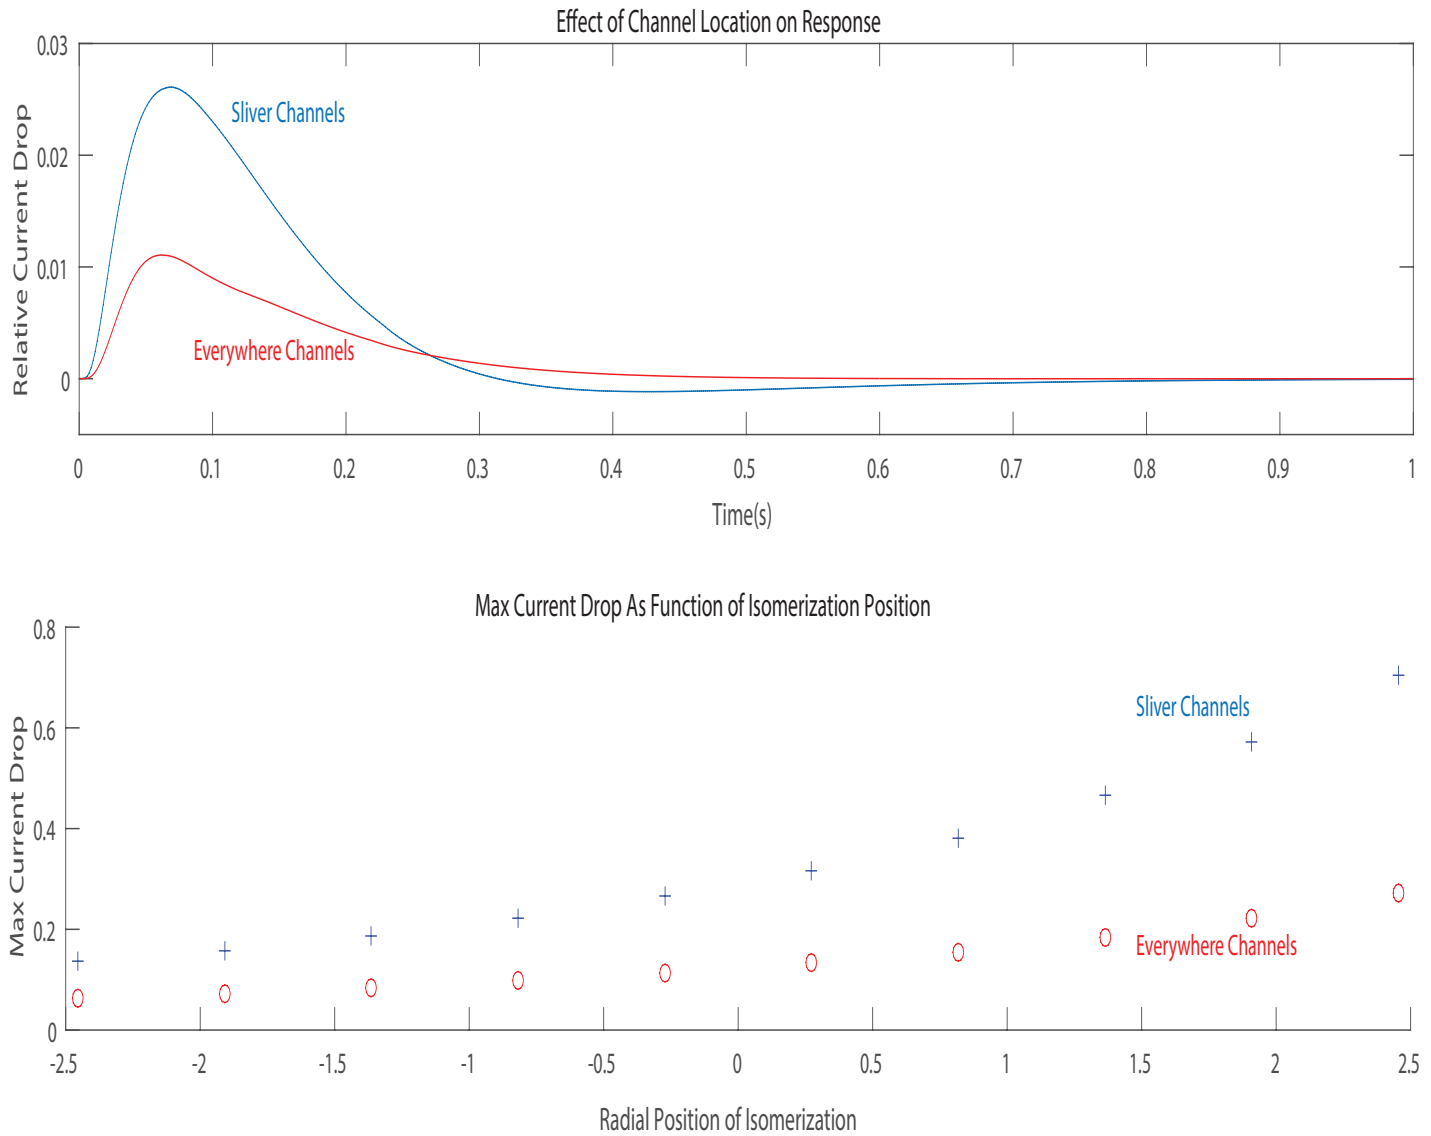 Effect of Channel Location on Response
0.03
0.02
0.01
0
Relative Current Drop
Sliver Channels
Everywhere Channels
0 0.1 0.2 0.3 0.4 0.5 0.6 0.7 0.8 0.9 1
Time(s)
Max Current Drop As Function of Isomerization Position
0.8
0.6
0.4
0.2
0
Max Current Drop
Sliver Channels
Everywhere Channels
-2.5 -2 -1.5 -1 -0.5 0 0.5 1 1.5 2 2.5
Radial Position of Isomerization